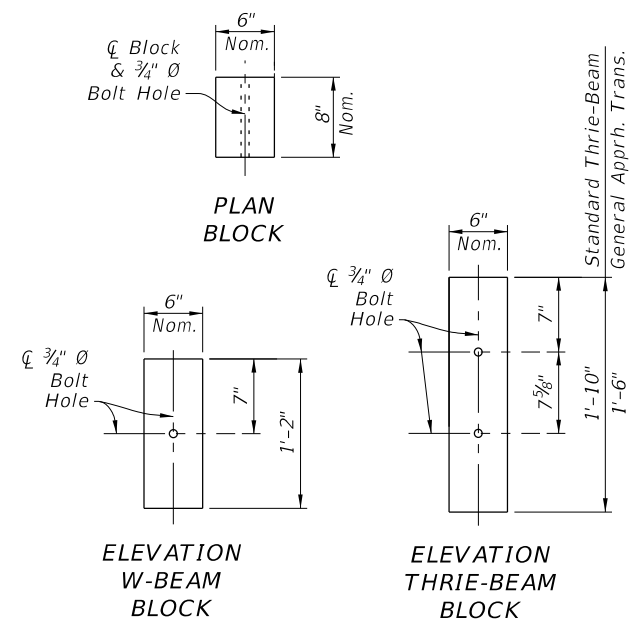 6"
Nom.
℄ Block
& ¾" Ø
Bolt Hole
8"
Nom.
PLAN
BLOCK
6"
Nom.
℄ ¾" Ø
Bolt
Hole
7"
1'-2"
ELEVATION
W-BEAM
BLOCK
Standard Thrie-Beam
General Apprh. Trans.
6"
Nom.
℄ ¾" Ø
Bolt
Hole
7"
7⅝"
1'-10"
1'-6"
ELEVATION
THRIE-BEAM
BLOCK